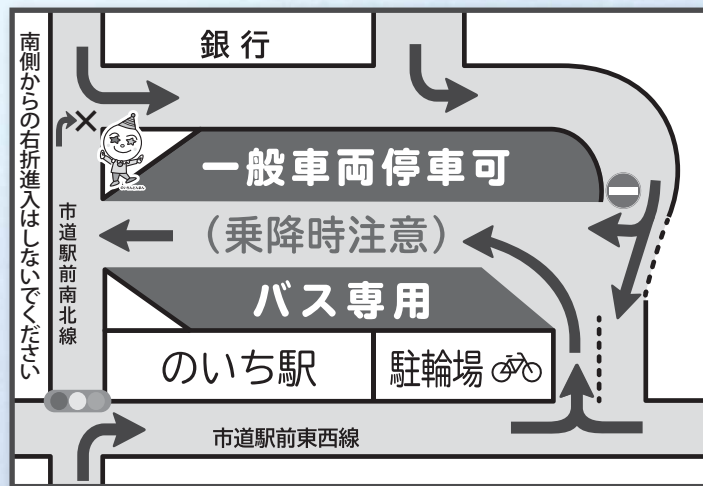 南側からの右折進入はしないでください
銀行
一般車両停車可
（乗降時注意）
市道駅前南北線
バス専用
のいち駅
駐輪場
市道駅前東西線